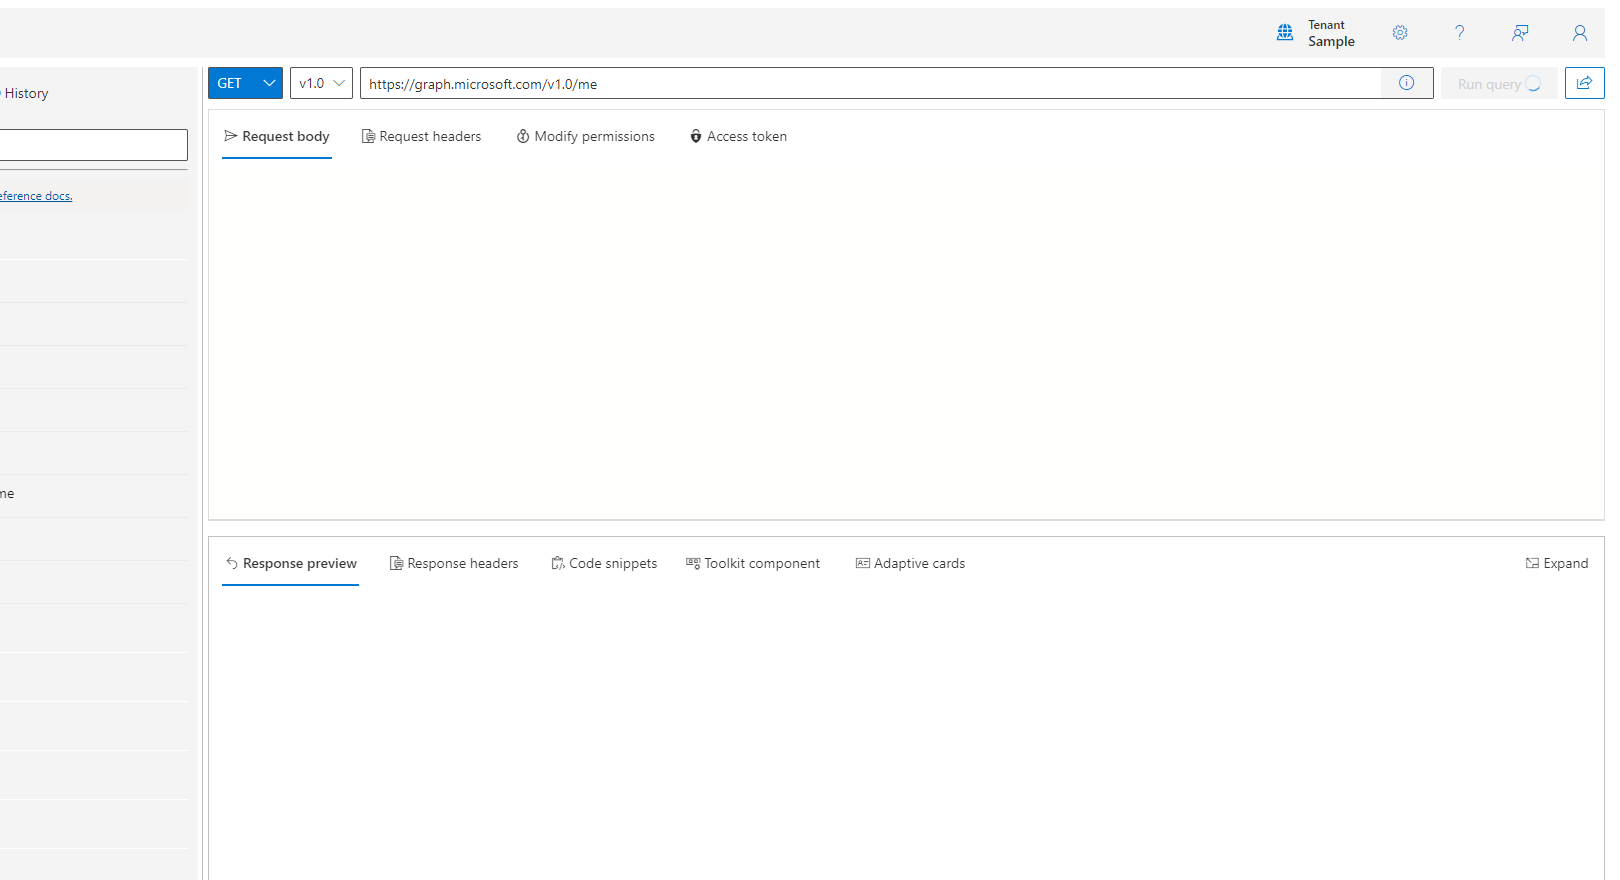 Tenant
Sample
History
GET
v1.0
https://graph.microsoft.com/v1.0/me
Run query
Request body
Request headers
Modify permissions
Access token
eference docs.
me
Response preview
Response headers
Code snippets
Toolkit component
Adaptive cards
Expand